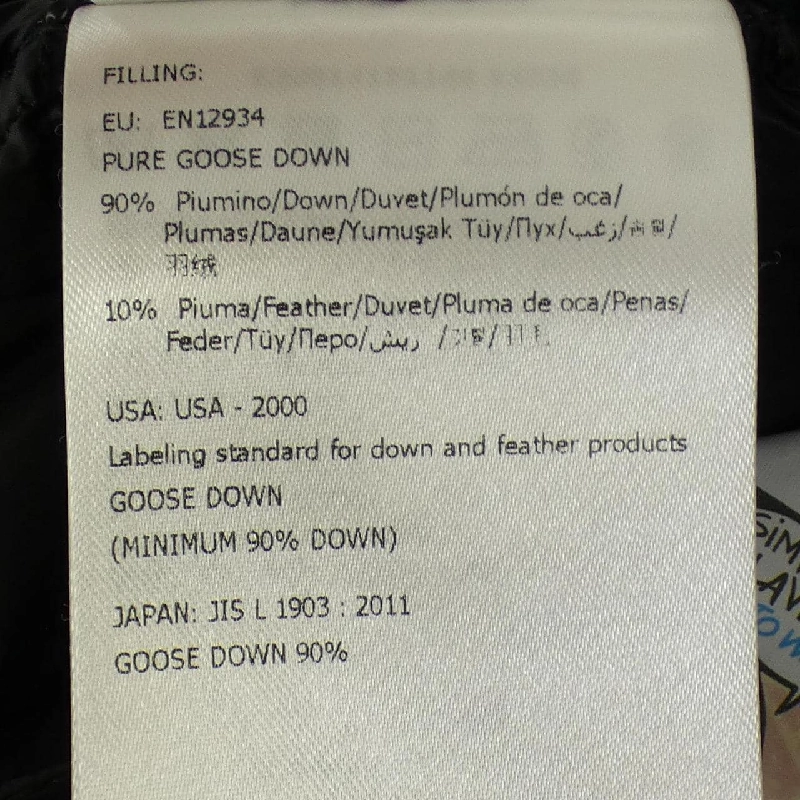 FILLING:
EU: EN12934
PURE GOOSE DOWN
90% Piumino/Down/Duvet/Plumón de oca/
Plumas/Daune/Yumuşak Tüy/Пух/زغب/
羽绒
10% Piuma/Feather/Duvet/Pluma de oca/Penas/
Feder/Tüy/Перо/ريش /
USA: USA - 2000
Labeling standard for down and feather products
GOOSE DOWN
(MINIMUM 90% DOWN)
JAPAN: JIS L 1903 : 2011
GOOSE DOWN 90%